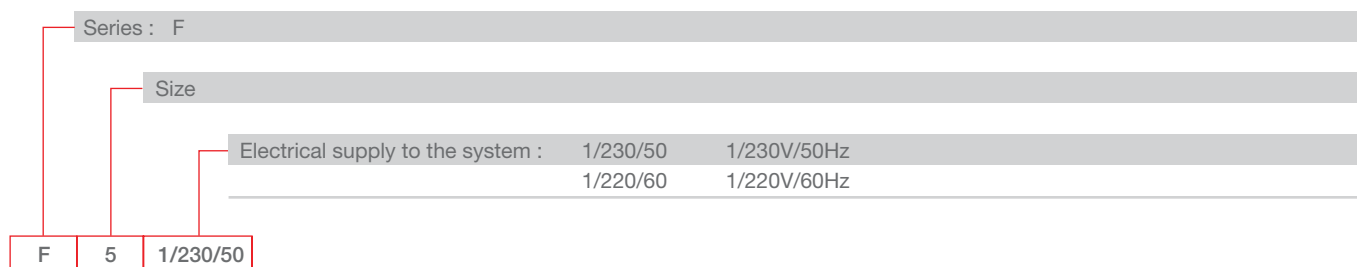 Series : F
Size
Electrical supply to the system : 1/230/50 1/230V/50Hz
1/220/60 1/220V/60Hz
F 5 1/230/50